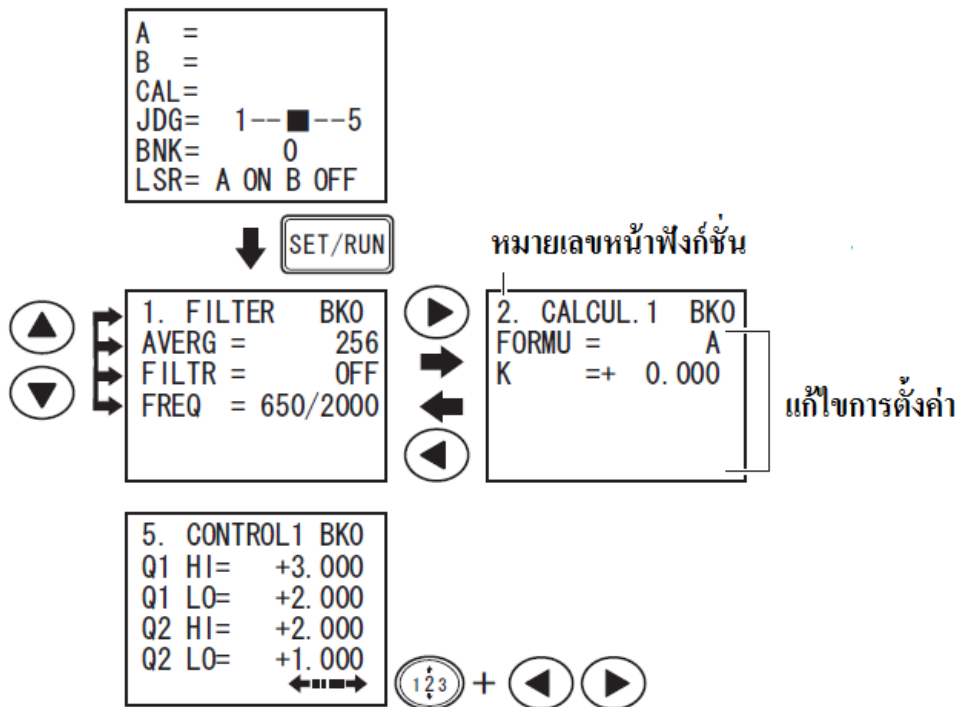 A =
B =
CAL=
JDG= 1--■--5
BNK= 0
LSR= A ON B OFF
SET/RUN
หมายเลขหน้าฟังก์ชั่น
1. FILTER BK0
AVERG = 256
FILTR = OFF
FREQ = 650/2000
2. CALCUL.1 BK0
FORMU = A
K =+ 0.000
แก้ไขการตั้งค่า
5. CONTROL1 BK0
Q1 HI= +3.000
Q1 LO= +2.000
Q2 HI= +2.000
Q2 LO= +1.000
123 +